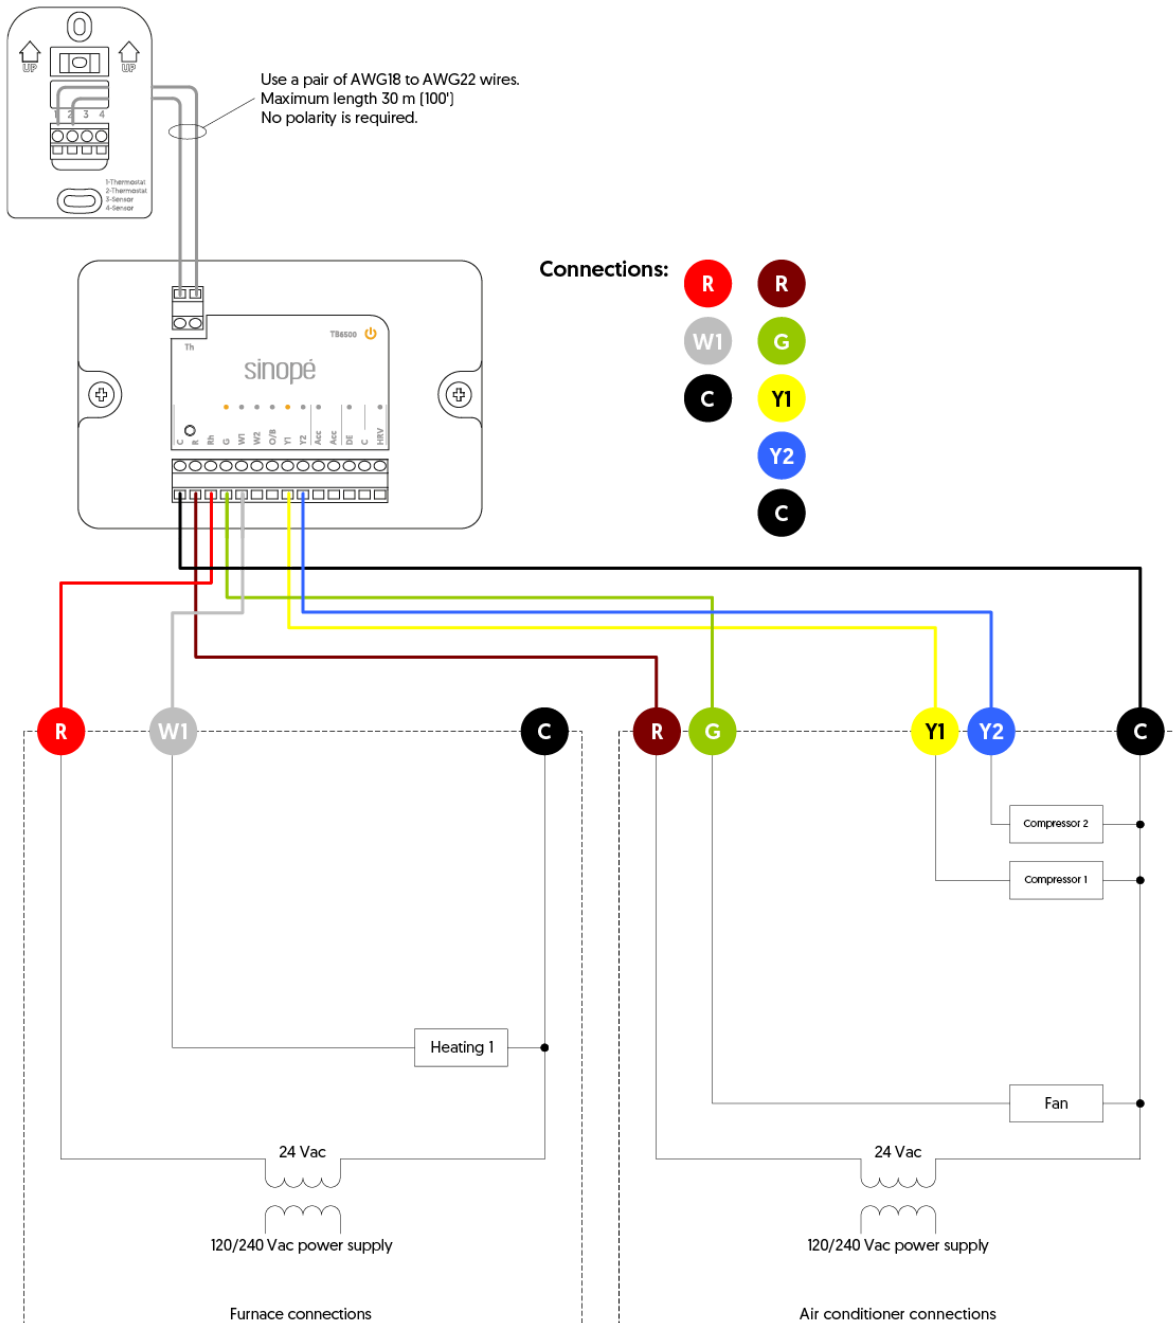 UP
UP
1 2 3 4
1-Thermostat
2-Thermostat
3-Sensor
4-Sensor
Use a pair of AWG18 to AWG22 wires.
Maximum length 30 m (100')
No polarity is required.
Connections:
R
R
W1
G
C
Y1
Y2
C
Th
TB6500
sinopé
C
R
Rh
G
W1
W2
O/B
Y1
Y2
Acc
Acc
DE
C
HRV
R
W1
C
R
G
Y1
Y2
C
Compressor 2
Compressor 1
Heating 1
Fan
24 Vac
24 Vac
120/240 Vac power supply
120/240 Vac power supply
Furnace connections
Air conditioner connections